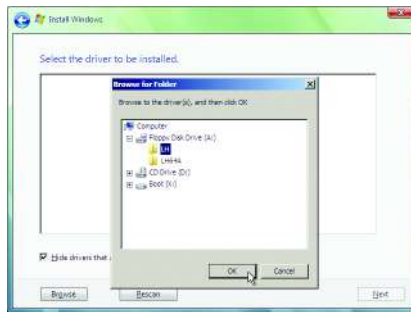 Install Windows
Select the driver to be installed.
Browse for Folder
Browse to the driver(s), and then click OK
Computer
Floppy Disk Drive (A:)
LH
LH64A
CD Drive (D:)
Boot (X:)
Hide drivers that
OK
Cancel
Browse
Rescan
Next